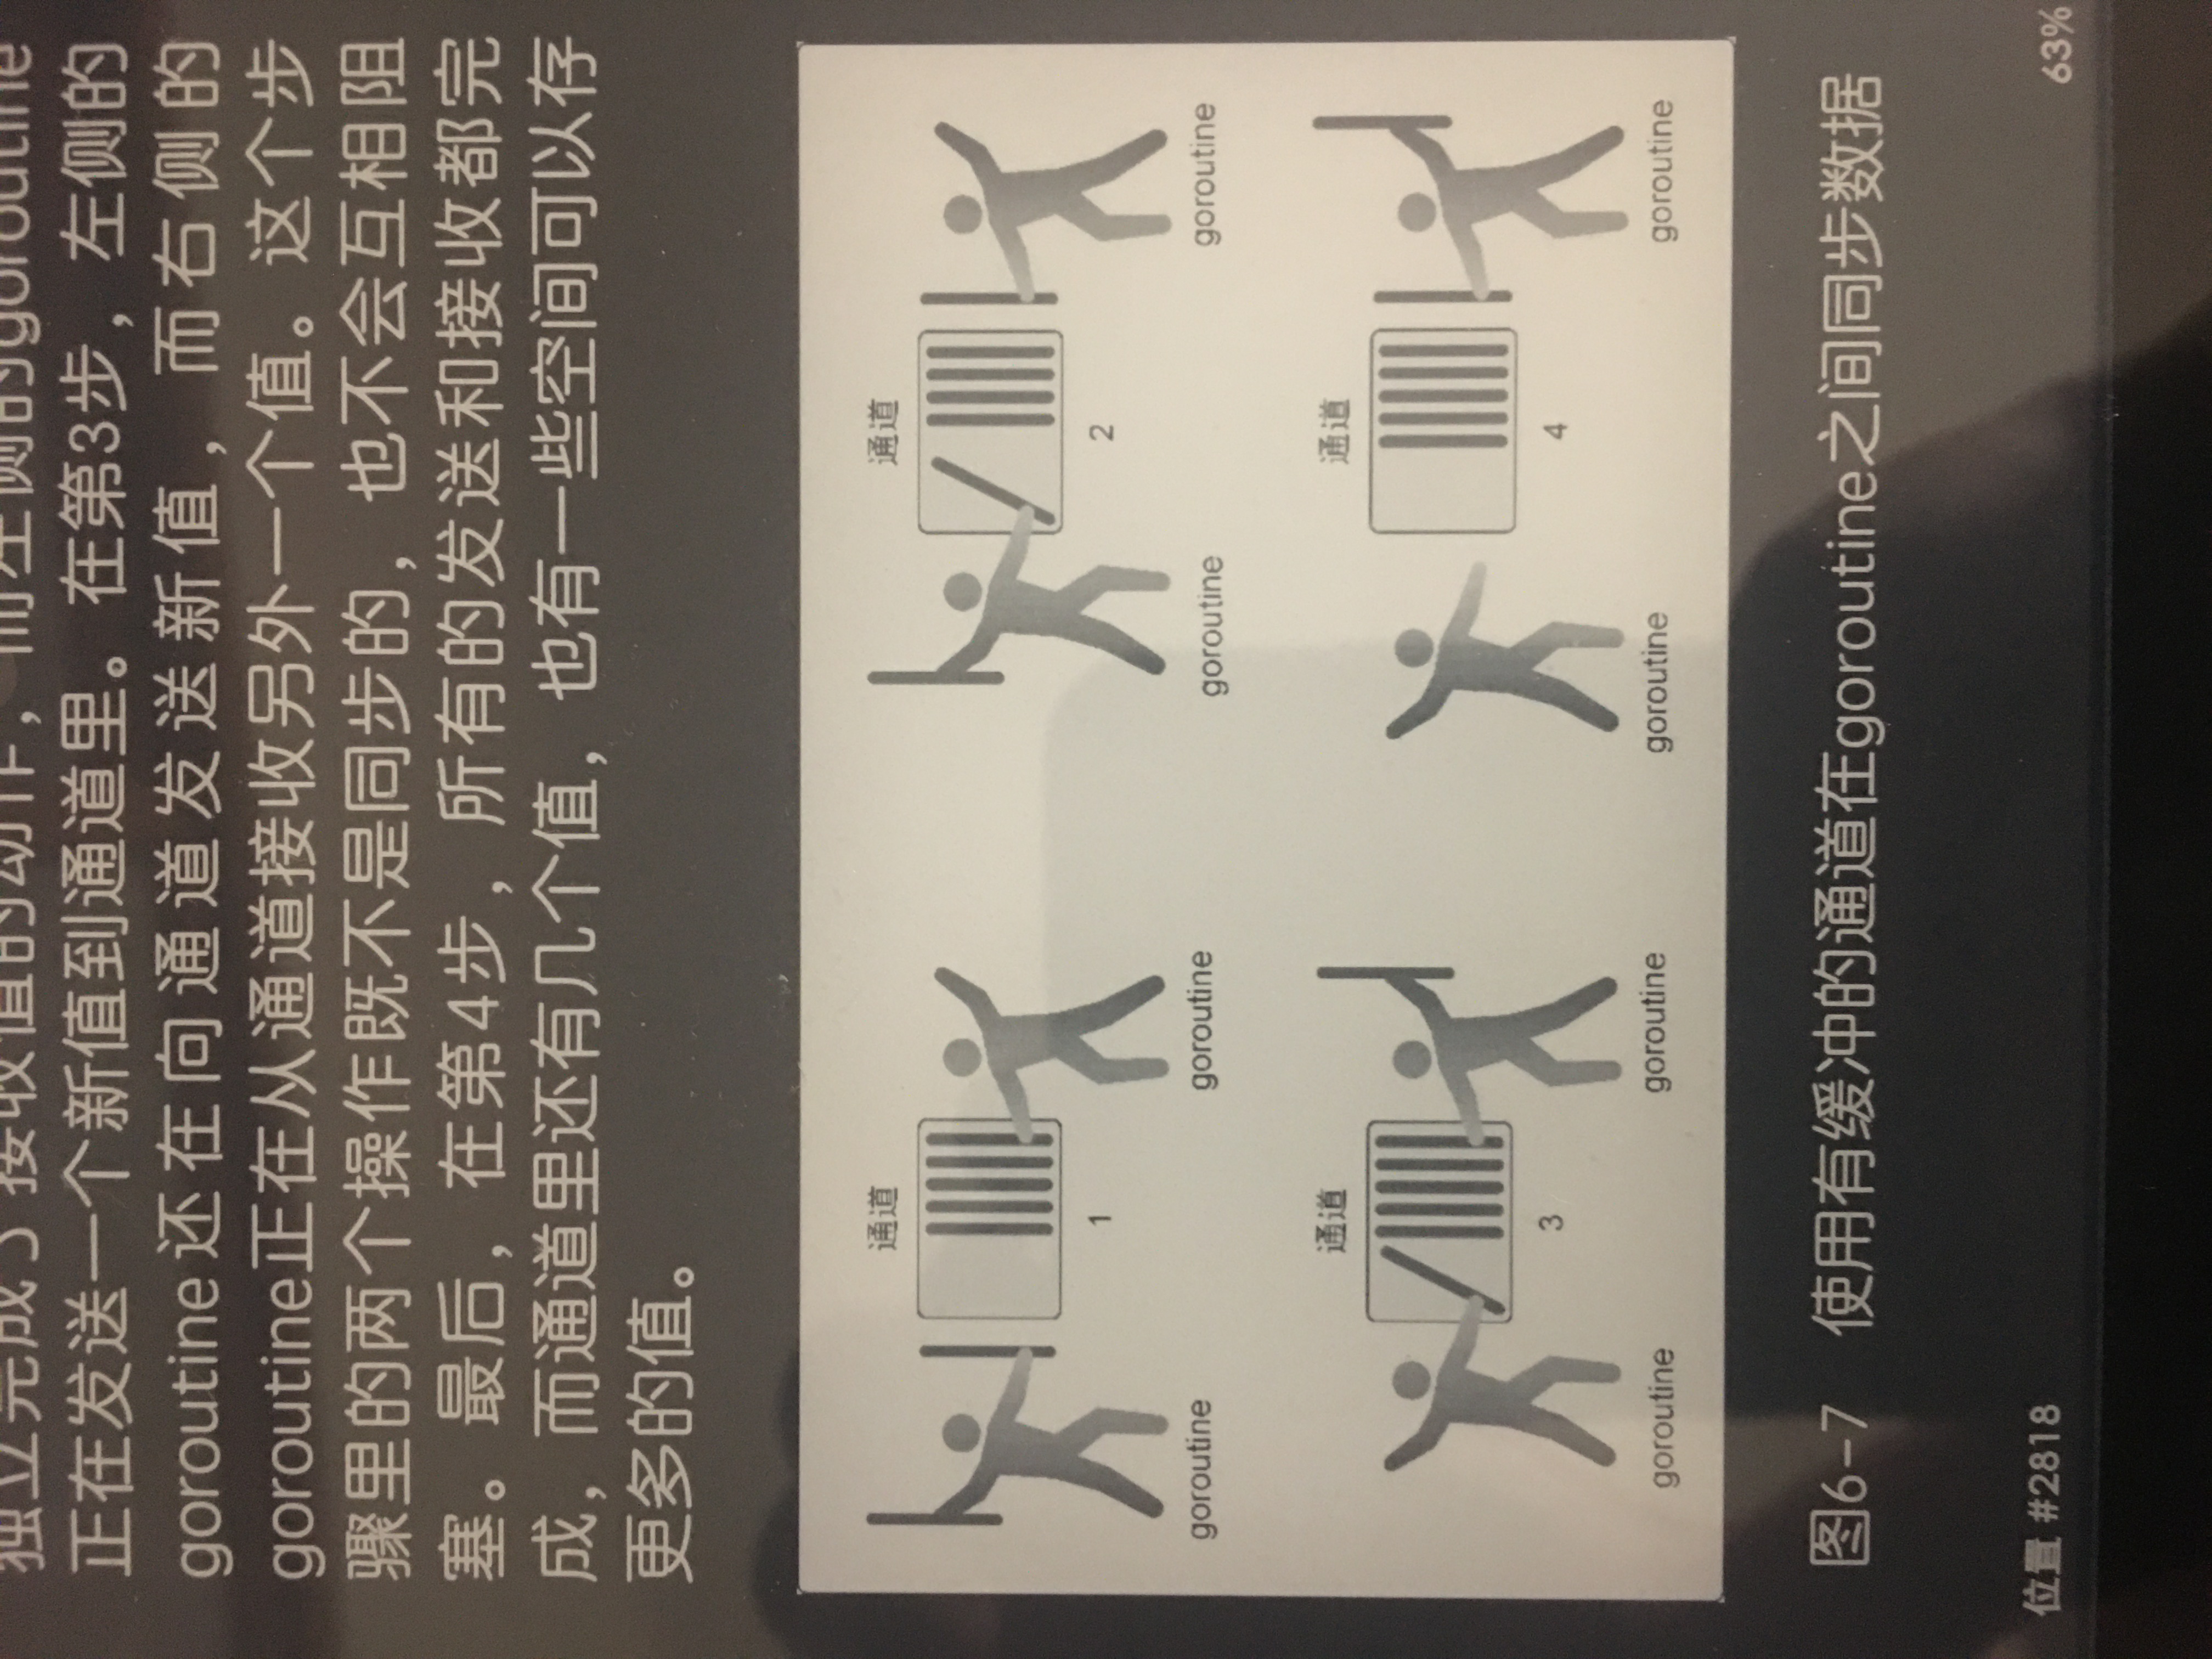 独立完成了接收值的动作，而左侧的goroutine
正在发送一个新值到通道里。在第3步，左侧的
goroutine还在向通道发送新值，而右侧的
goroutine正在从通道接收另外一个值。这个步
骤里的两个操作既不是同步的，也不会互相阻
塞。最后，在第4步，所有的发送和接收都完
成，而通道里还有几个值，也有一些空间可以存
更多的值。
通道
通道
1
2
goroutine
goroutine
goroutine
goroutine
通道
通道
3
4
goroutine
goroutine
goroutine
goroutine
图6-7 使用有缓冲的通道在goroutine之间同步数据
位置 #2818
63%